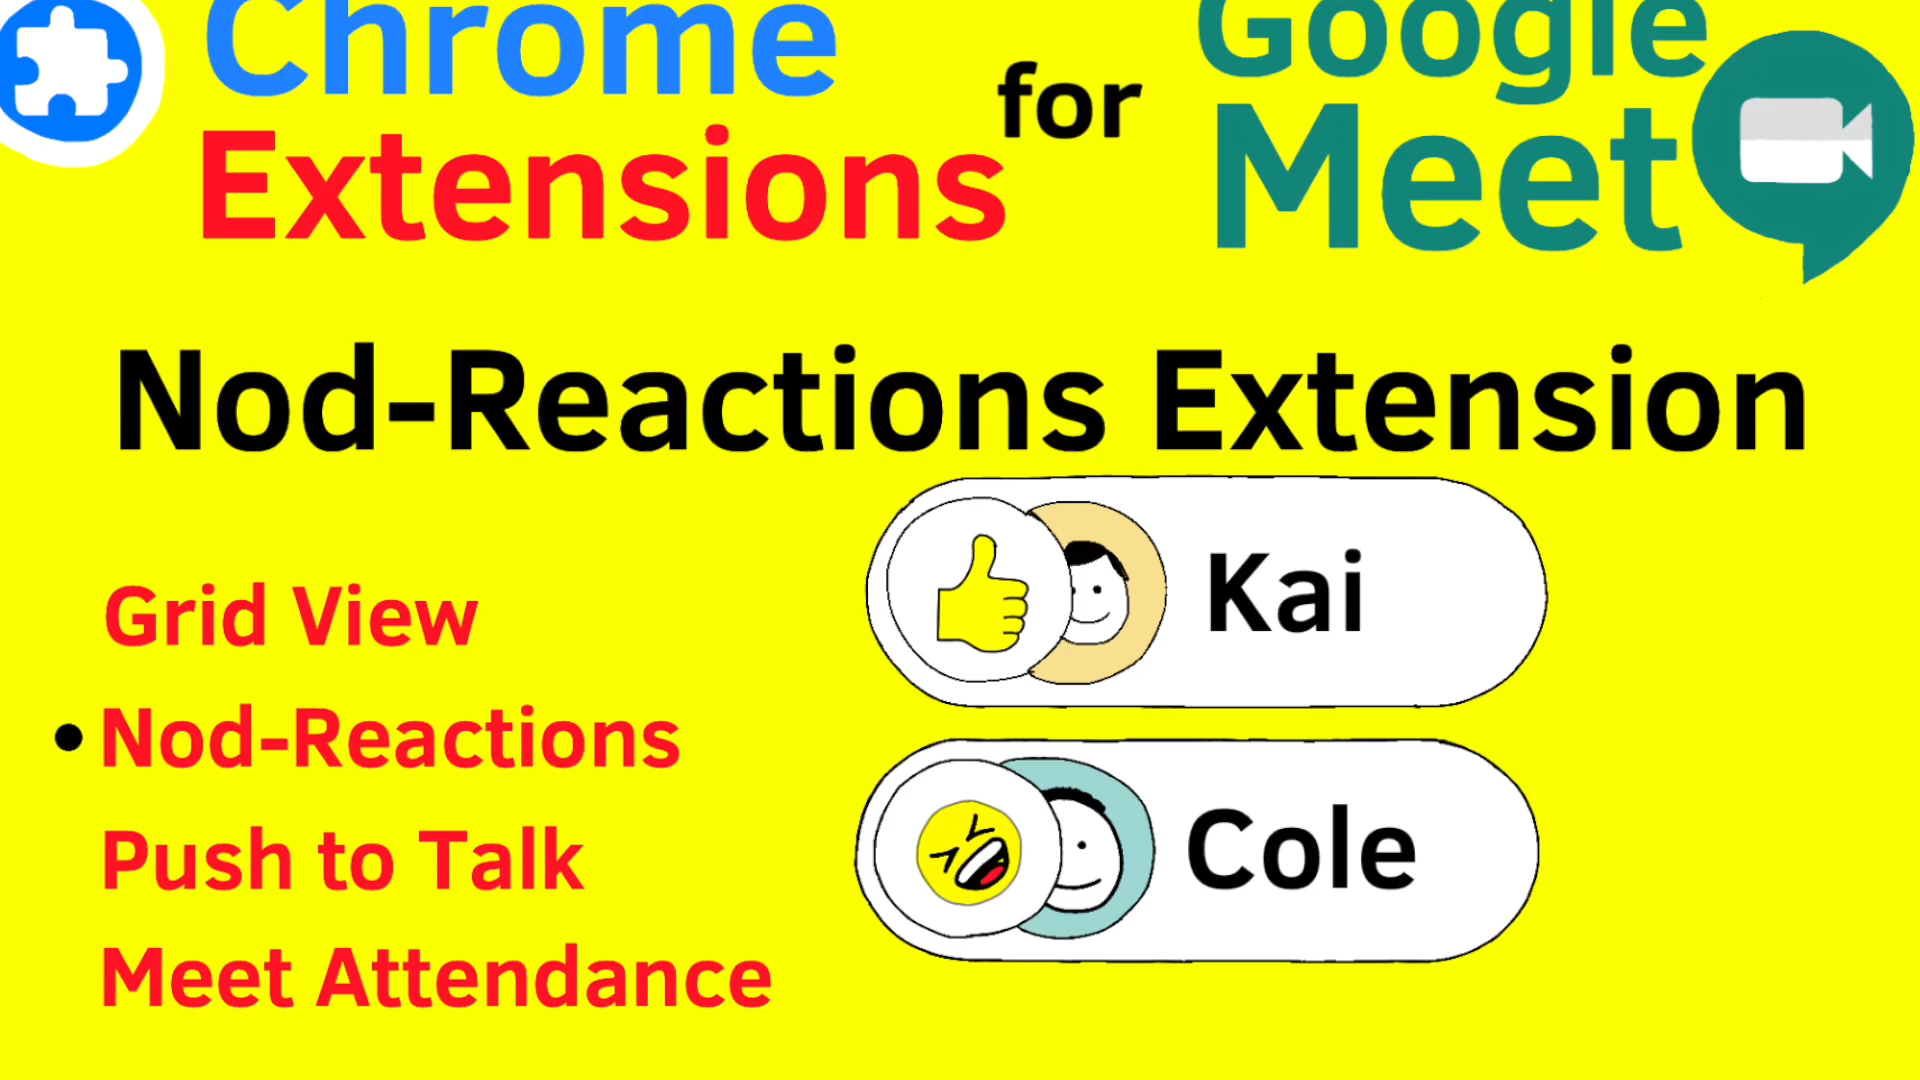 Chrome
Extensions
for
Google
Meet
Nod-Reactions Extension
Grid View
• Nod-Reactions
Push to Talk
Meet Attendance
Kai
Cole